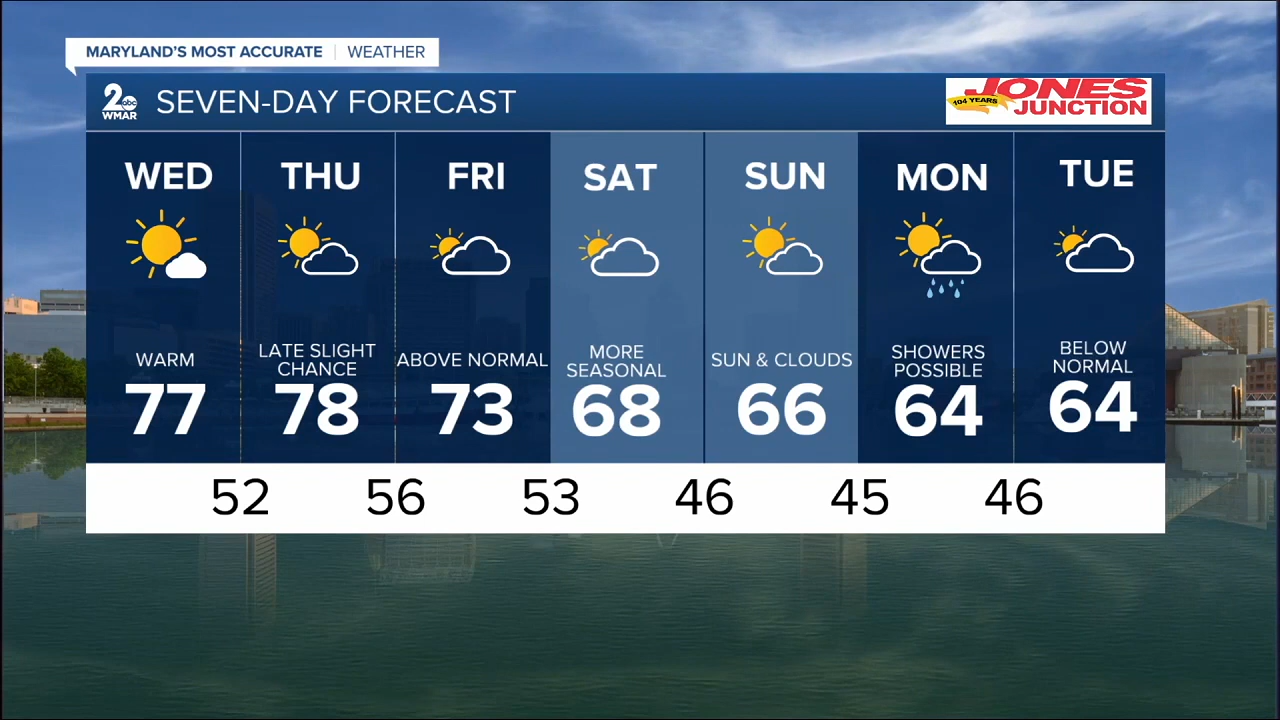 MARYLAND'S MOST ACCURATE | WEATHER
2 abc
WMAR
SEVEN-DAY FORECAST
JONES
104 YEARS
JUNCTION
WED
THU
FRI
SAT
SUN
MON
TUE
WARM
LATE SLIGHT
CHANCE
ABOVE NORMAL
MORE
SEASONAL
SUN & CLOUDS
SHOWERS
POSSIBLE
BELOW
NORMAL
77
78
73
68
66
64
64
52
56
53
46
45
46